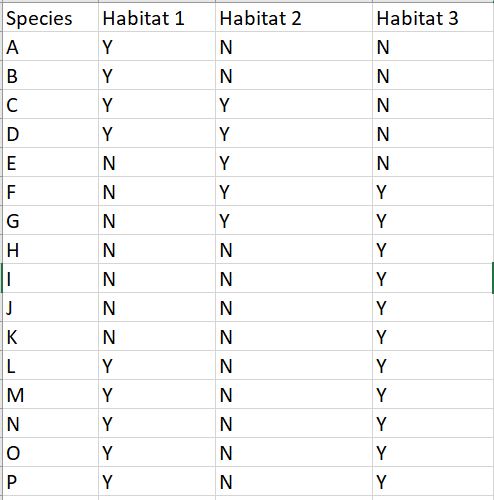 Species Habitat 1 Habitat 2 Habitat 3
A Y N N
B Y N N
C Y Y N
D Y Y N
E N Y N
F N Y Y
G N Y Y
H N N Y
I N N Y
J N N Y
K N N Y
L Y N Y
M Y N Y
N Y N Y
O Y N Y
P Y N Y